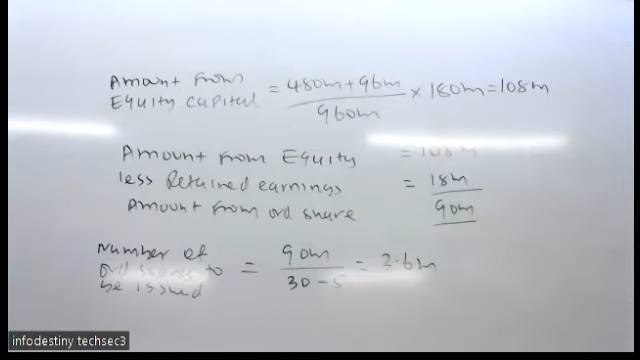 Amount From = 480m+96m × 180m = 108m
Equity capital 960m
Amount From Equity = 108m
less Retained earnings = 18m
Amount from ord share 90m
Number of 90m
ord shares to = = 3.6m
be issued 30 - 5
infodestiny techsec3